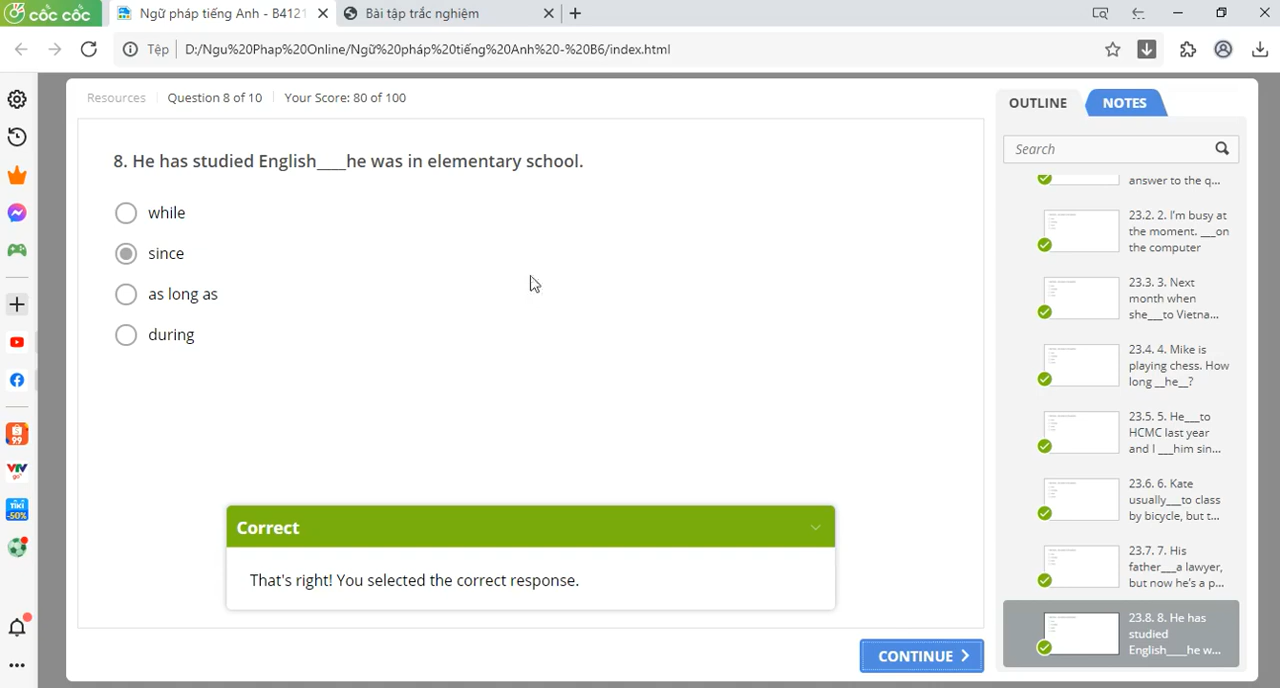 cốc cốc
Ngữ pháp tiếng Anh - B4121
Bài tập trắc nghiệm
Tệp
D:/Ngu%20Phap%20Online/Ngữ%20pháp%20tiếng%20Anh%20-%20B6/index.html
Resources
Question 8 of 10
Your Score: 80 of 100
OUTLINE
NOTES
Search
8. He has studied English____he was in elementary school.
while
since
as long as
during
Correct
That's right! You selected the correct response.
CONTINUE
answer to the q...
23.2. 2. I'm busy at
the moment. ___on
the computer
23.3. 3. Next
month when
she___to Vietna...
23.4. 4. Mike is
playing chess. How
long __he__?
23.5. 5. He___to
HCMC last year
and I ___him sin...
23.6. 6. Kate
usually___to class
by bicycle, but t...
23.7. 7. His
father___a lawyer,
but now he's a p...
23.8. 8. He has
studied
English____he w...
99
VTV
go
TIKI
-50%